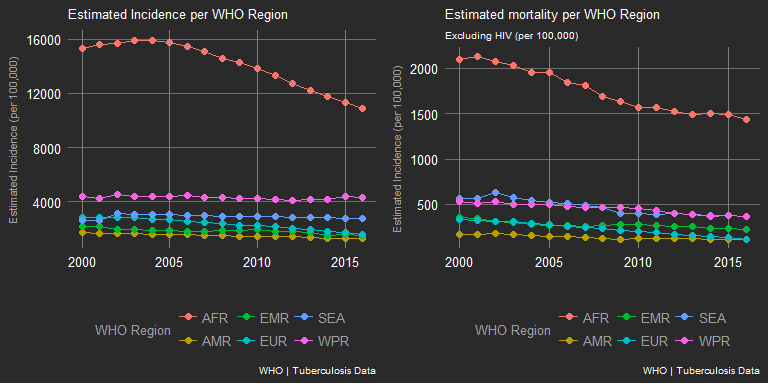 Estimated Incidence per WHO Region
Estimated Incidence (per 100,000)
16000
12000
8000
4000
2000 2005 2010 2015
WHO Region
AFR EMR SEA
AMR EUR WPR
WHO | Tuberculosis Data
Estimated mortality per WHO Region
Excluding HIV (per 100,000)
Estimated Incidence (per 100,000)
2000
1500
1000
500
2000 2005 2010 2015
WHO Region
AFR EMR SEA
AMR EUR WPR
WHO | Tuberculosis Data